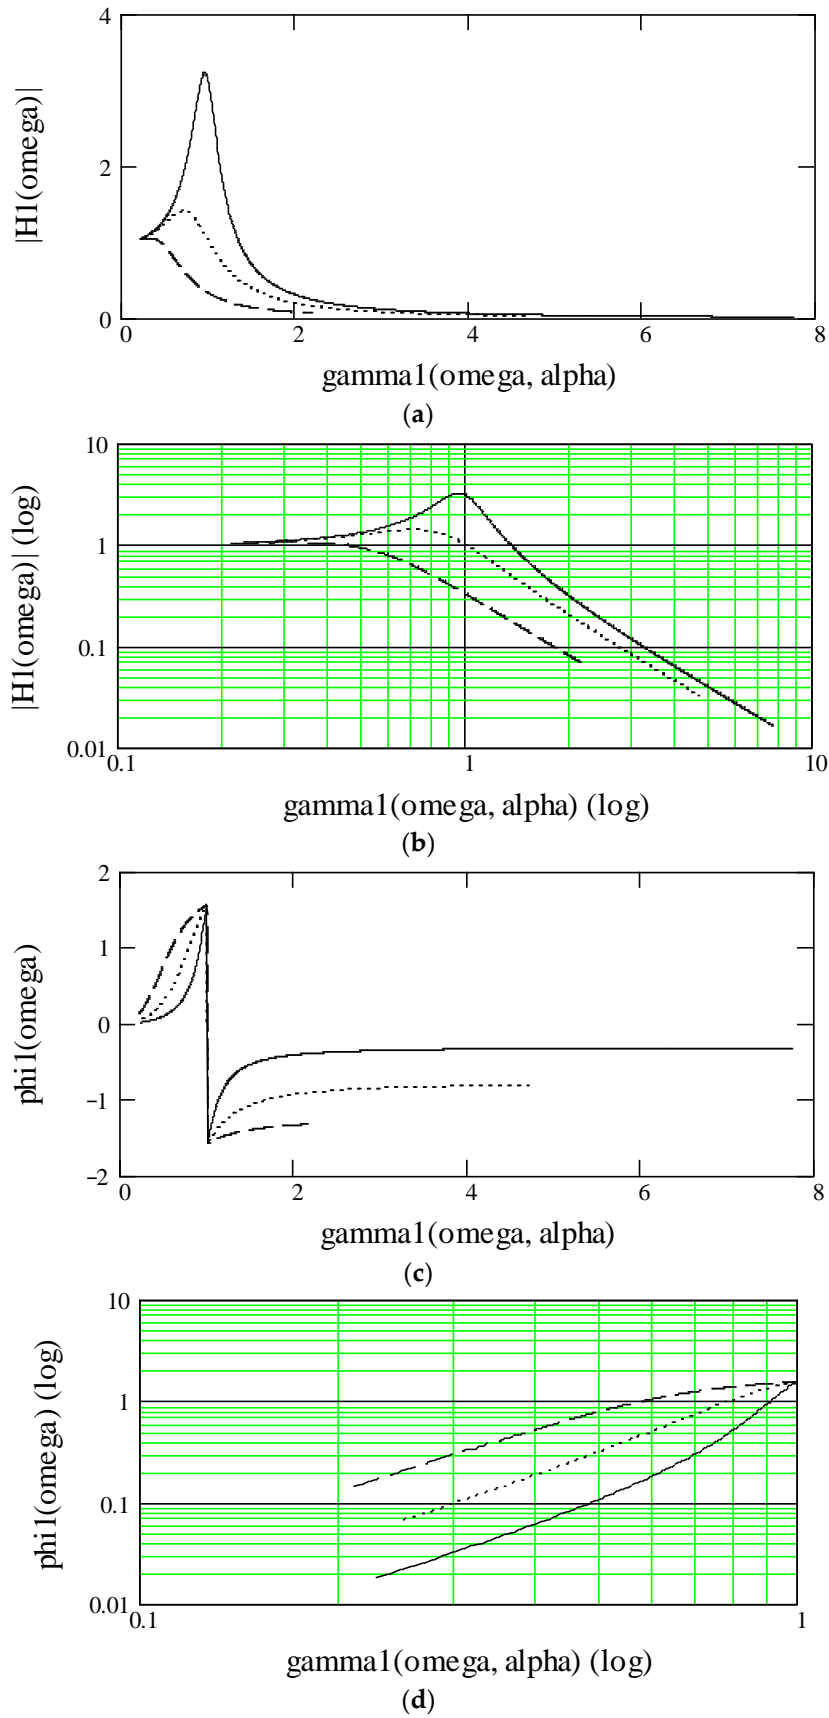 4
2
0
|H1(omega)|
0 2 4 6 8
gamma1(omega, alpha)
(a)
10
1
0.1
0.01
|H1(omega)| (log)
0.1 1 10
gamma1(omega, alpha) (log)
(b)
2
1
0
−1
−2
phi1(omega)
0 2 4 6 8
gamma1(omega, alpha)
(c)
10
1
0.1
0.01
phi1(omega) (log)
0.1 1
gamma1(omega, alpha) (log)
(d)